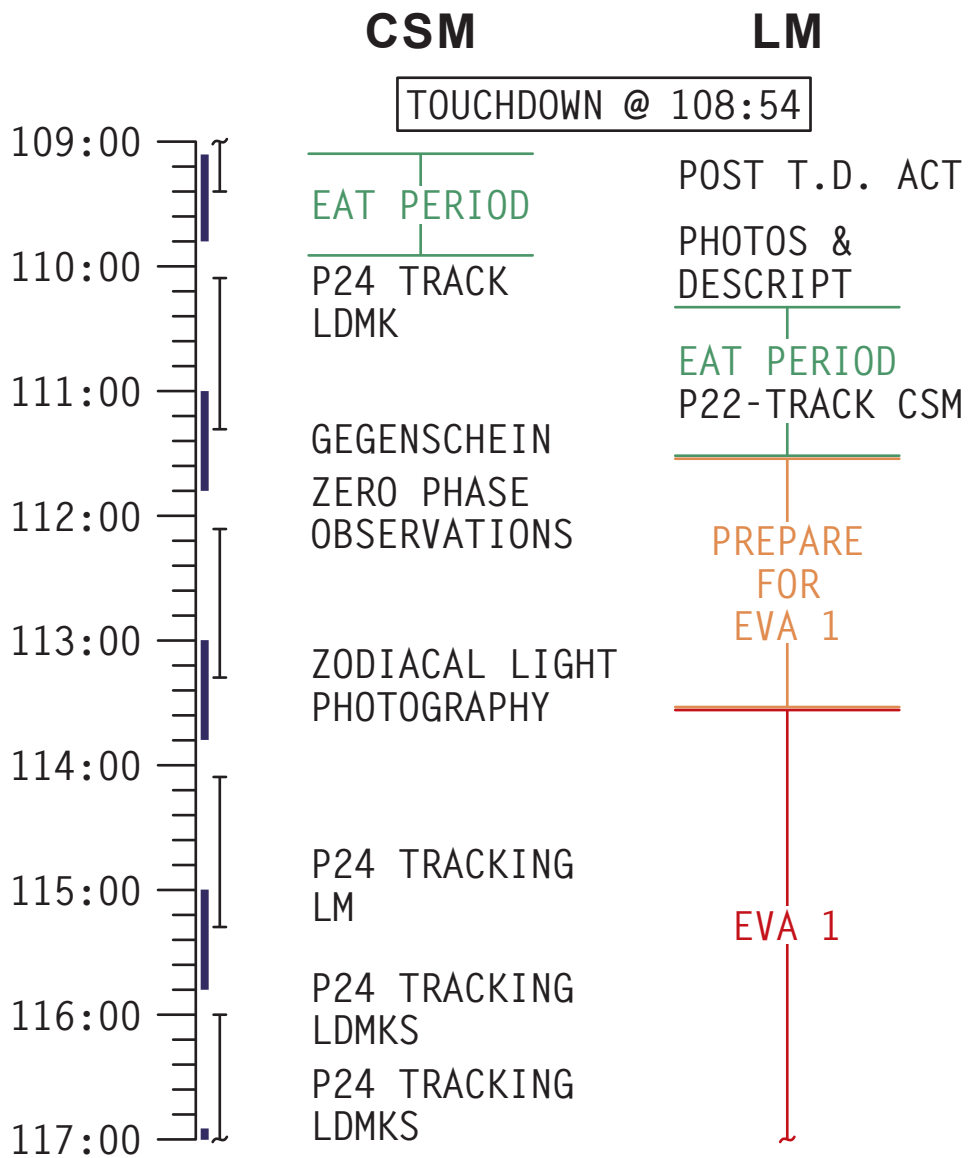 CSM
LM
TOUCHDOWN @ 108:54
109:00
110:00
111:00
112:00
113:00
114:00
115:00
116:00
117:00
EAT PERIOD
P24 TRACK
LDMK
GEGENSCHEIN
ZERO PHASE
OBSERVATIONS
ZODIACAL LIGHT
PHOTOGRAPHY
P24 TRACKING
LM
P24 TRACKING
LDMKS
P24 TRACKING
LDMKS
POST T.D. ACT
PHOTOS &
DESCRIPT
EAT PERIOD
P22-TRACK CSM
PREPARE
FOR
EVA 1
EVA 1